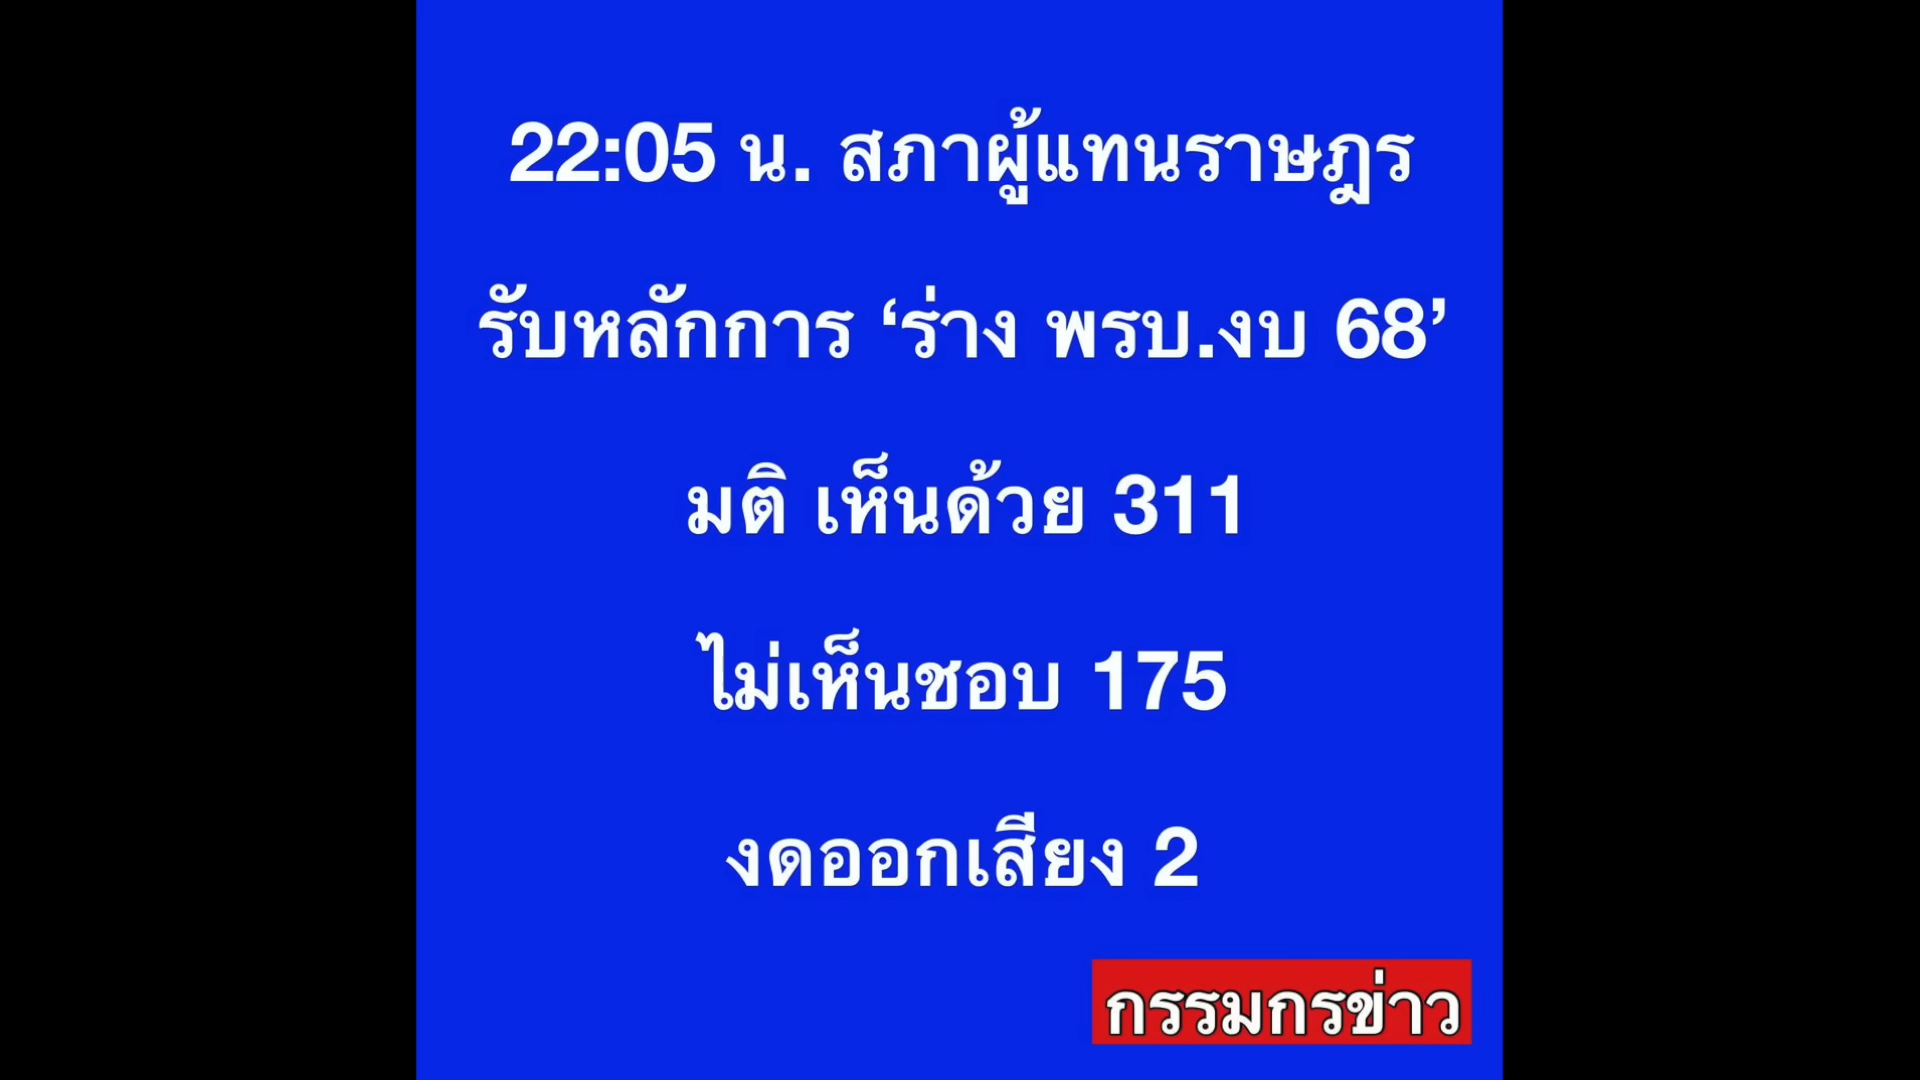 22:05 น. สภาผู้แทนราษฎร
รับหลักการ ‘ร่าง พรบ.งบ 68’
มติ เห็นด้วย 311
ไม่เห็นชอบ 175
งดออกเสียง 2
กรรมกรข่าว